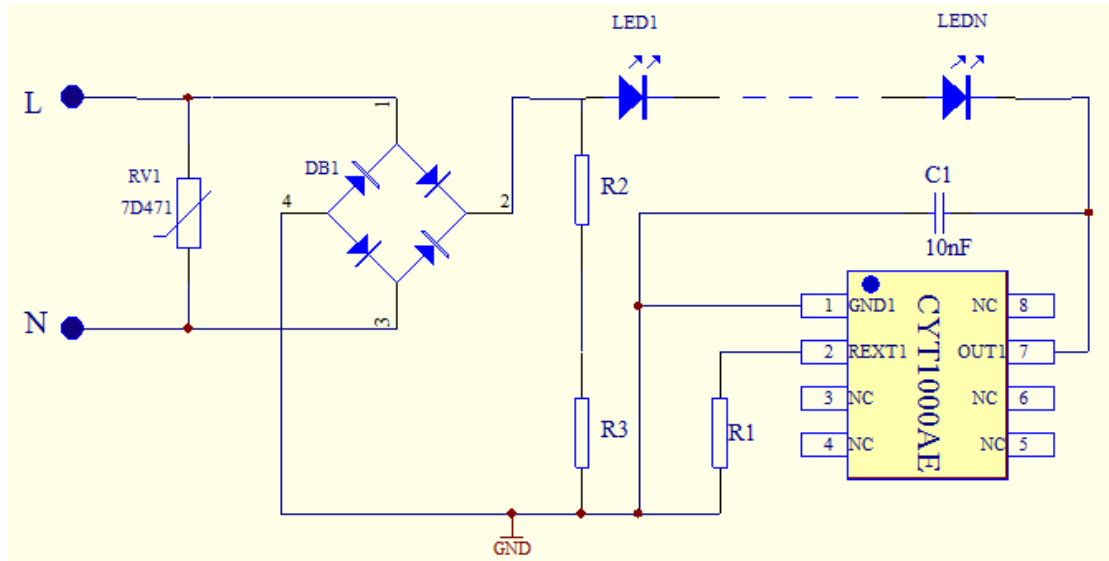 LED1
LEDN
L
1
RV1
7D471
DB1
4
2
R2
C1
10nF
N
3
1 GND1
NC 8
2 REXT1
OUT1 7
3 NC
NC 6
4 NC
NC 5
CYT1000AE
R3
R1
GND